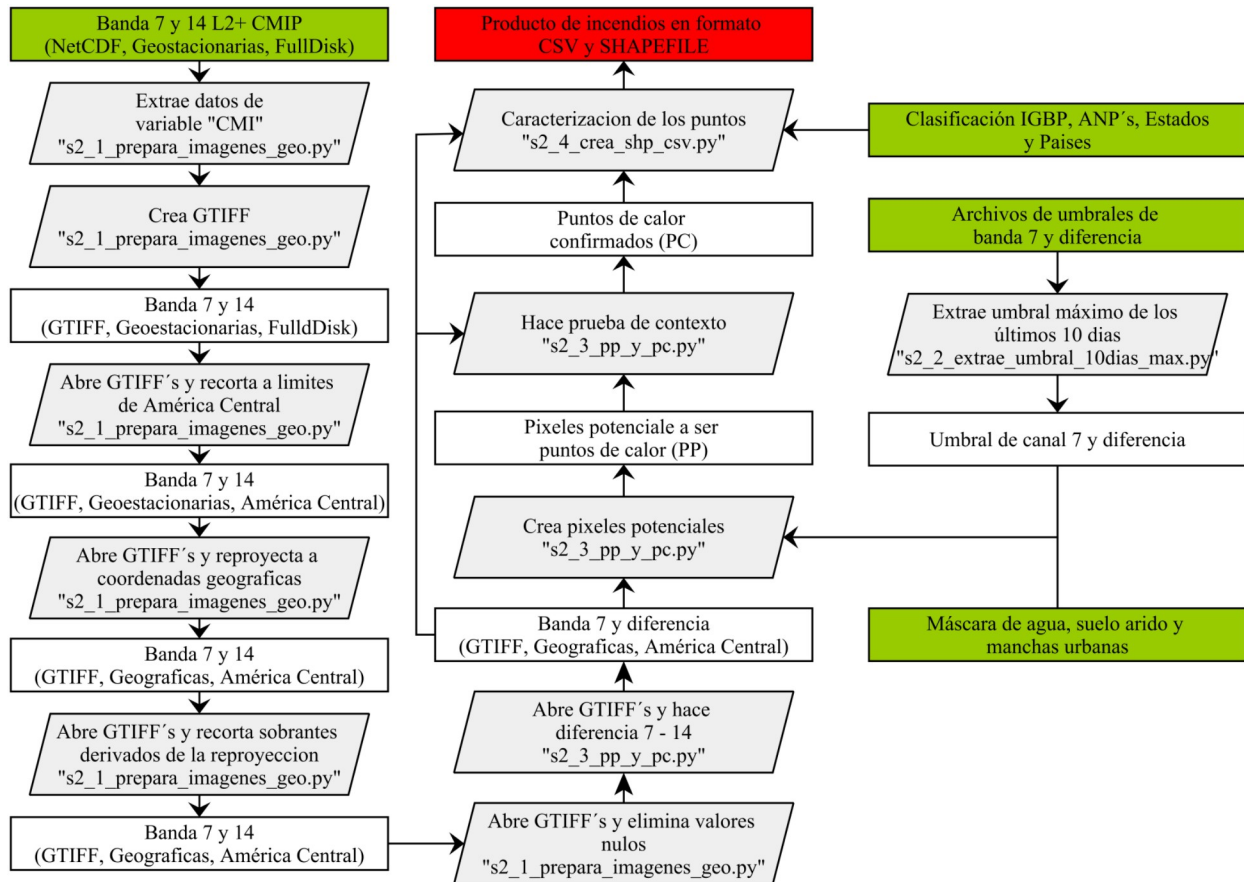 Banda 7 y 14 L2+ CMIP
(NetCDF, Geostacionarias, FullDisk)
Extrae datos de
variable "CMI"
"s2_1_prepara_imagenes_geo.py"
Crea GTIFF
"s2_1_prepara_imagenes_geo.py"
Banda 7 y 14
(GTIFF, Geoestacionarias, FulldDisk)
Abre GTIFF´s y recorta a limites
de América Central
"s2_1_prepara_imagenes_geo.py"
Banda 7 y 14
(GTIFF, Geoestacionarias, América Central)
Abre GTIFF´s y reproyecta a
coordenadas geograficas
"s2_1_prepara_imagenes_geo.py"
Banda 7 y 14
(GTIFF, Geograficas, América Central)
Abre GTIFF´s y recorta sobrantes
derivados de la reproyeccion
"s2_1_prepara_imagenes_geo.py"
Banda 7 y 14
(GTIFF, Geograficas, América Central)
Producto de incendios en formato
CSV y SHAPEFILE
Caracterizacion de los puntos
"s2_4_crea_shp_csv.py"
Puntos de calor
confirmados (PC)
Hace prueba de contexto
"s2_3_pp_y_pc.py"
Pixeles potenciale a ser
puntos de calor (PP)
Crea pixeles potenciales
"s2_3_pp_y_pc.py"
Banda 7 y diferencia
(GTIFF, Geograficas, América Central)
Abre GTIFF´s y hace
diferencia 7 - 14
"s2_3_pp_y_pc.py"
Abre GTIFF´s y elimina valores
nulos
"s2_1_prepara_imagenes_geo.py"
Clasificación IGBP, ANP´s, Estados
y Paises
Archivos de umbrales de
banda 7 y diferencia
Extrae umbral máximo de los
últimos 10 dias
"s2_2_extrae_umbral_10dias_max.py"
Umbral de canal 7 y diferencia
Máscara de agua, suelo arido y
manchas urbanas